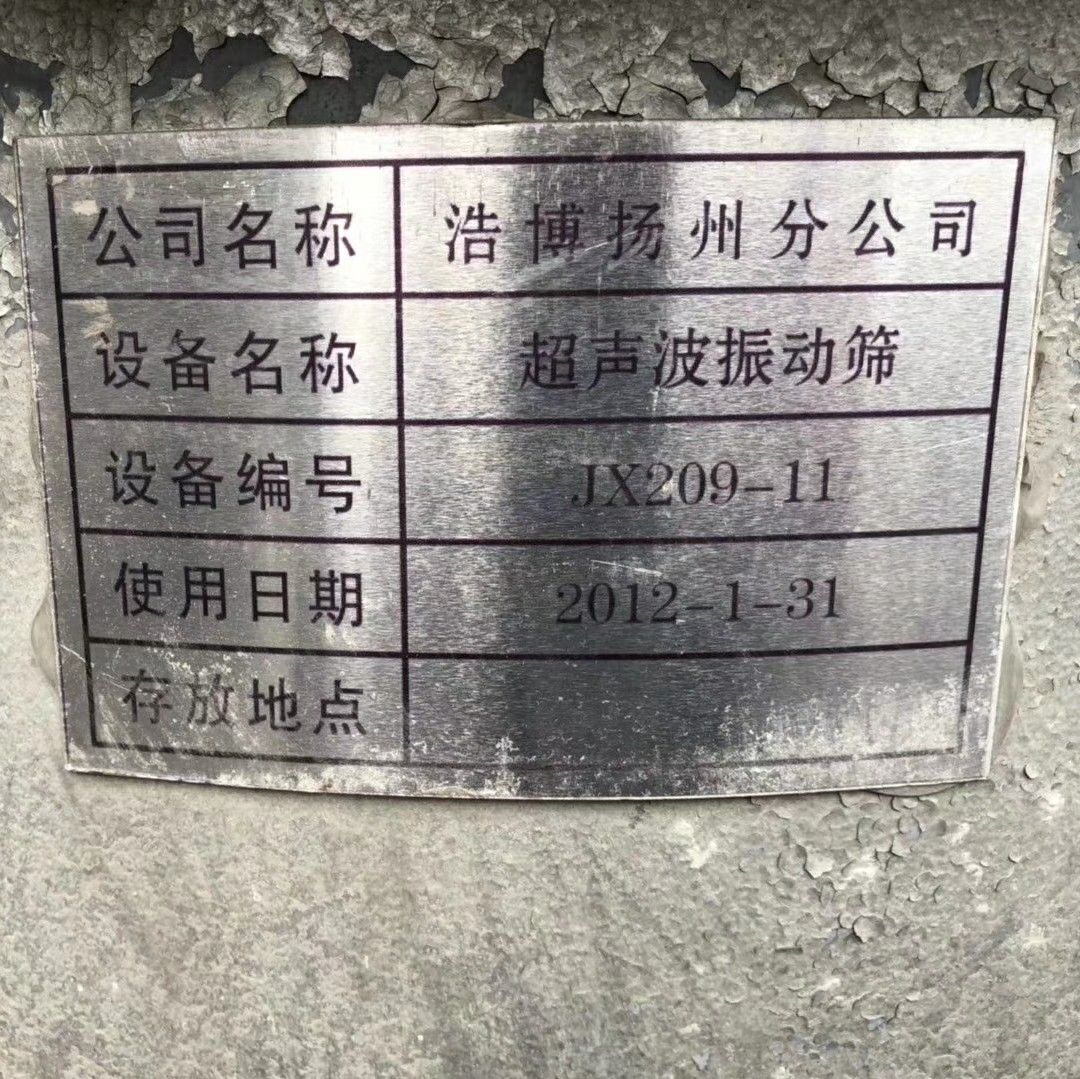 公司名称 浩博扬州分公司
设备名称 超声波振动筛
设备编号 JX209-11
使用日期 2012-1-31
存放地点